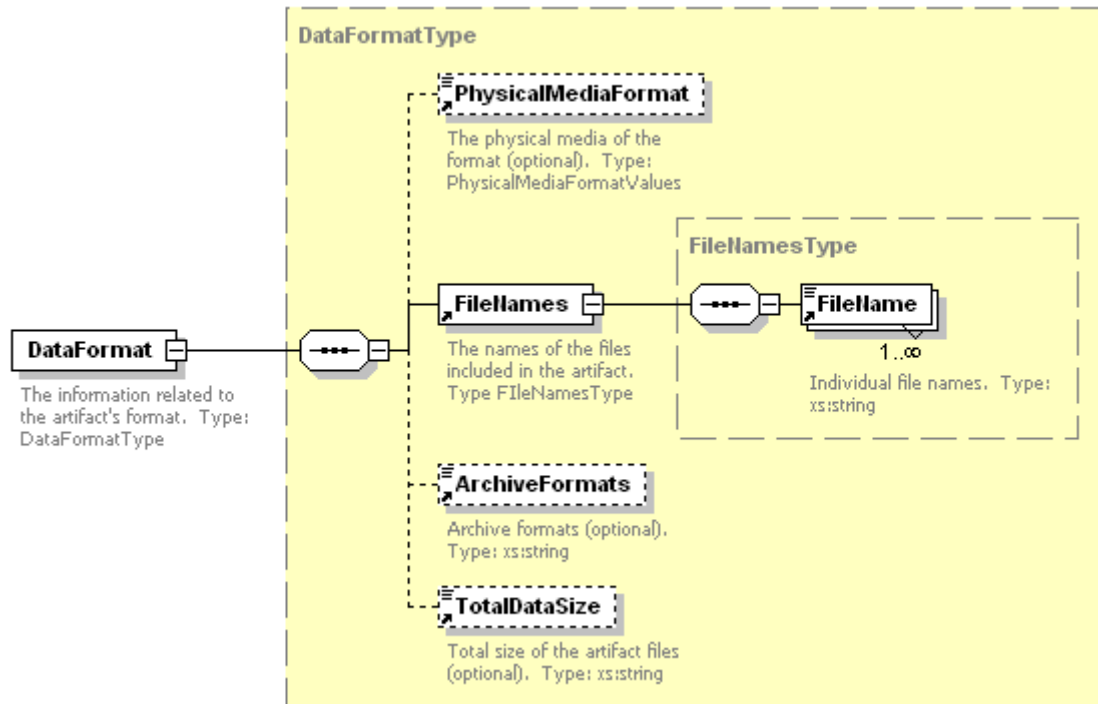 DataFormatType
PhysicalMediaFormat
The physical media of the
format (optional).  Type:
PhysicalMediaFormatValues
FileNamesType
FileNames
FileName
1..∞
The names of the files
included in the artifact.
Type FIleNamesType
Individual file names.  Type:
xs:string
DataFormat
The information related to
the artifact's format.  Type:
DataFormatType
ArchiveFormats
Archive formats (optional).
Type: xs:string
TotalDataSize
Total size of the artifact files
(optional).  Type: xs:string